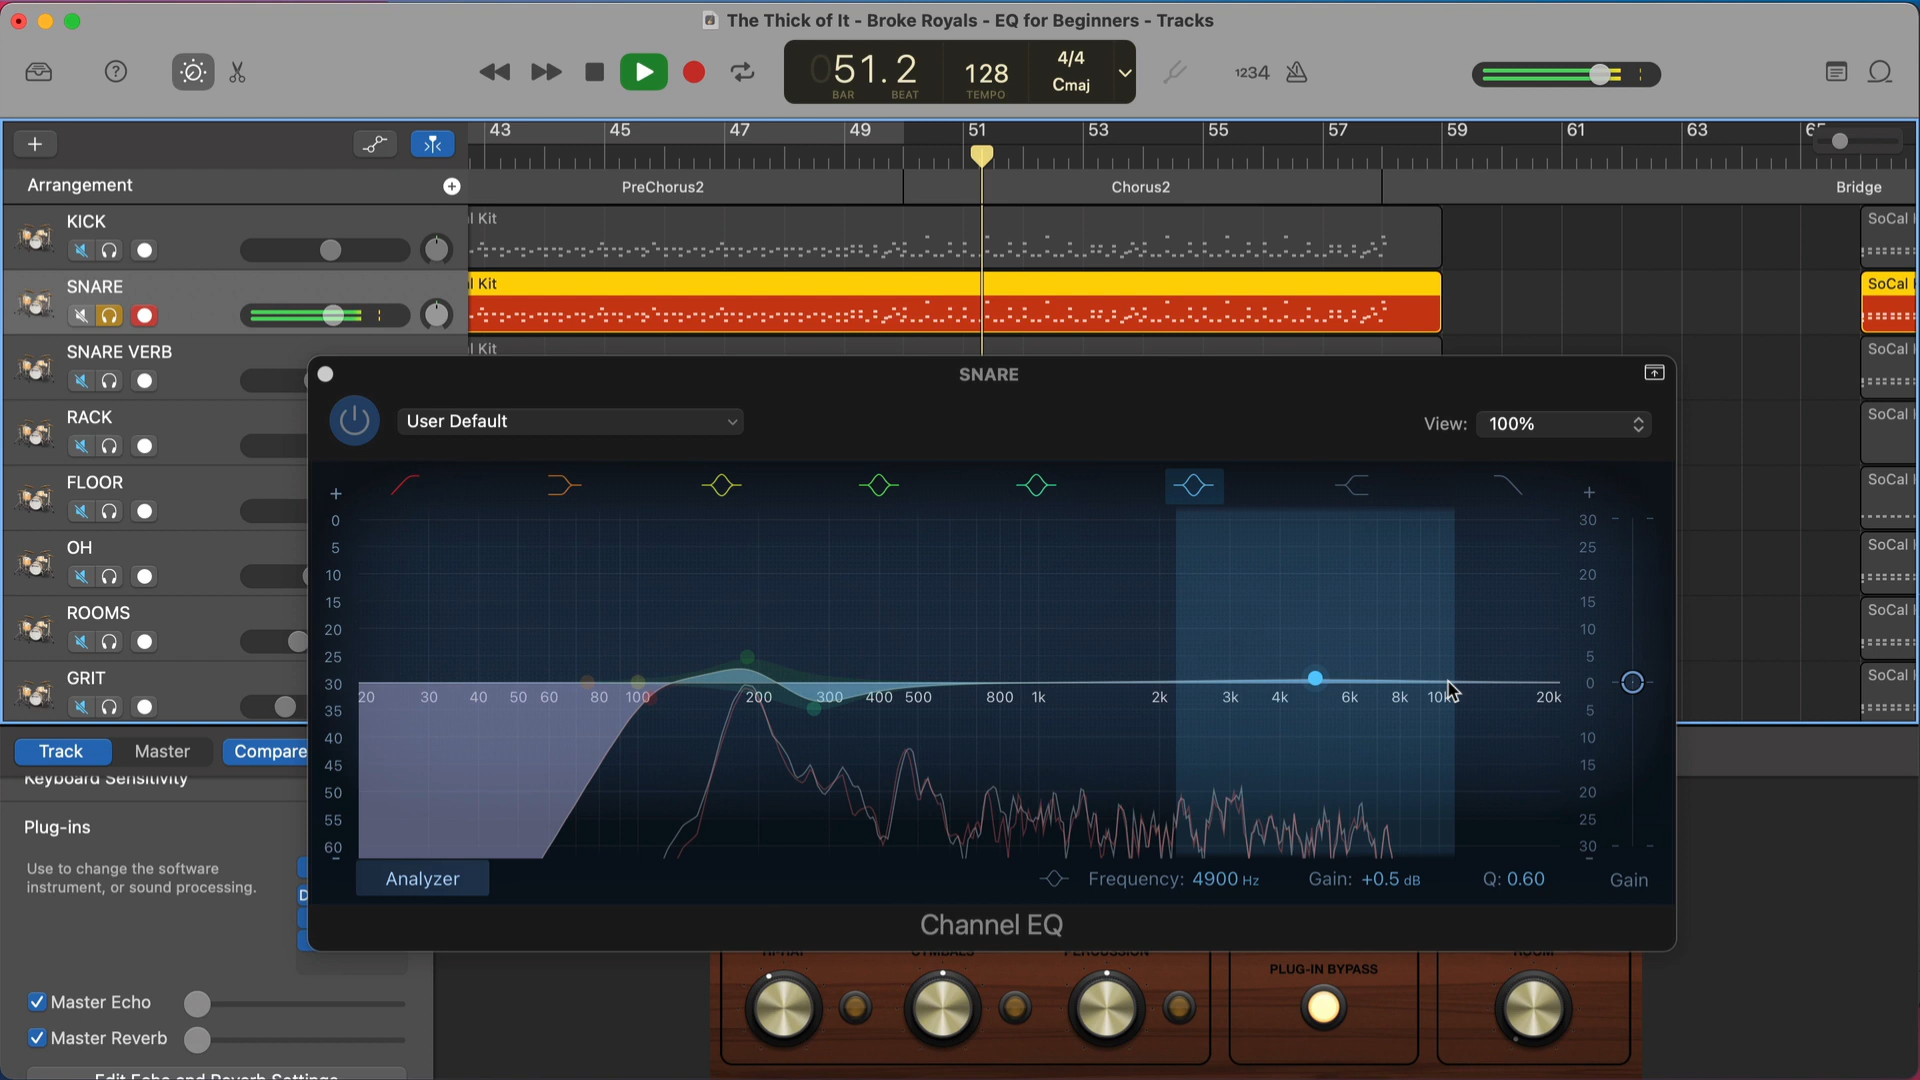 The Thick of It - Broke Royals - EQ for Beginners - Tracks
051.2
BAR BEAT
128
TEMPO
4/4
Cmaj
1234
43 45 47 49 51 53 55 57 59 61 63
Arrangement
PreChorus2 Chorus2 Bridge
KICK
l Kit
SoCal
SNARE
l Kit
SoCal
SNARE VERB
l Kit
SoCal
RACK
SoCal
FLOOR
SoCal
OH
SoCal
ROOMS
SoCal
GRIT
SoCal
SNARE
User Default
View: 100%
+ +
0 30
5 25
10 20
15 15
20 10
25 5
30 0
35 5
40 10
45 15
50 20
55 25
60 30
20 30 40 50 60 80 100 200 300 400 500 800 1k 2k 3k 4k 6k 8k 10k 20k
Analyzer
Frequency: 4900 Hz Gain: +0.5 dB Q: 0.60 Gain
Channel EQ
Track Master Compare
Keyboard Sensitivity
Plug-ins
Use to change the software
instrument, or sound processing.
D
Master Echo
Master Reverb
Edit Echo and Reverb Settings
HI-HAT CYMBALS PERCUSSION PLUG-IN BYPASS ROOM